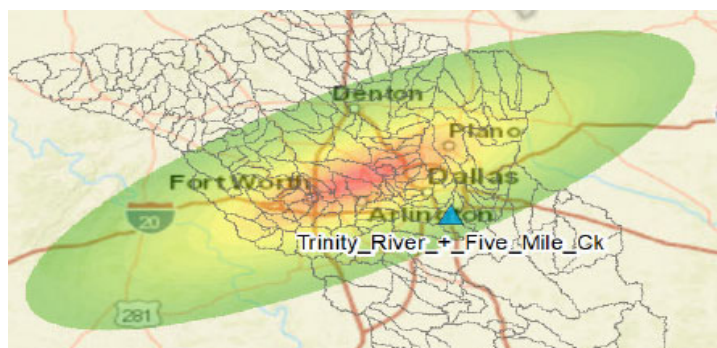 Denton
Plano
Fort Worth
Dallas
20
Arlington
Trinity_River_+_Five_Mile_Ck
281